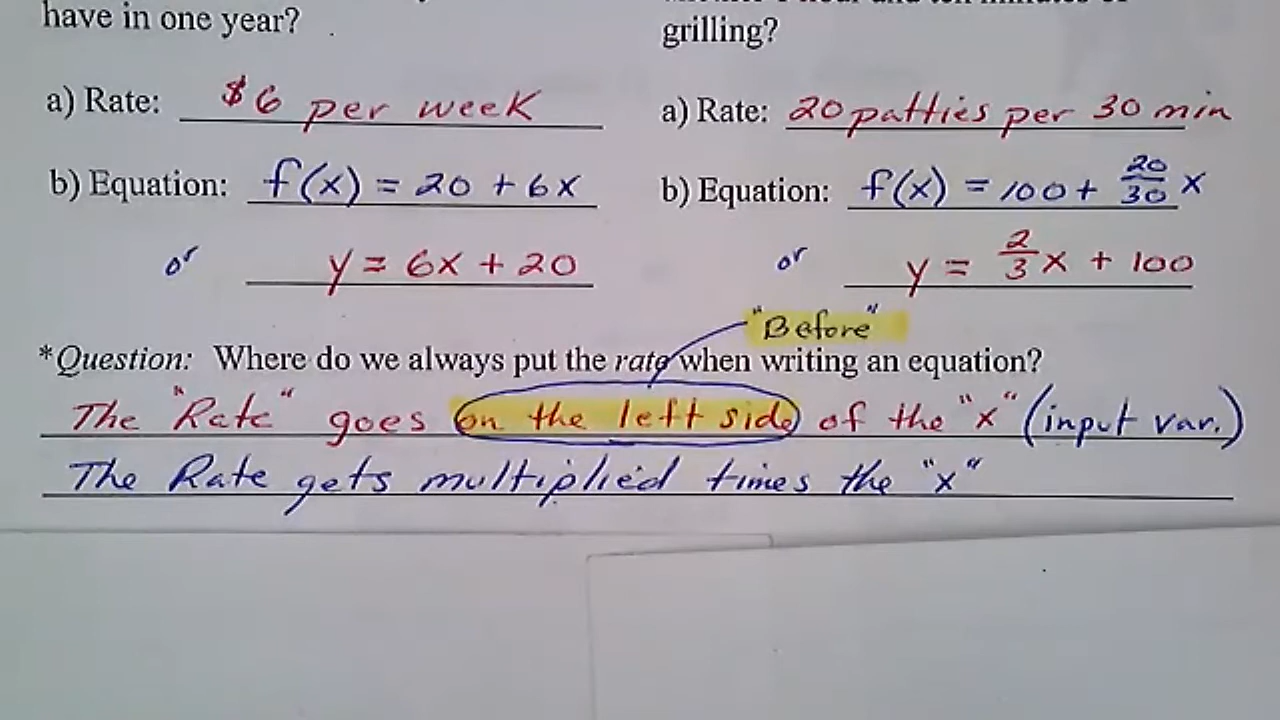 have in one year?
grilling?
a) Rate: $6 per week
a) Rate: 20 patties per 30 min
b) Equation: f(x) = 20 + 6x
b) Equation: f(x) = 100 + 20/30 x
or y = 6x + 20
or y = 2/3 x + 100
"Before"
*Question: Where do we always put the rate when writing an equation?
The "Rate" goes on the left side of the "x" (input var.)
The Rate gets multiplied times the "x"